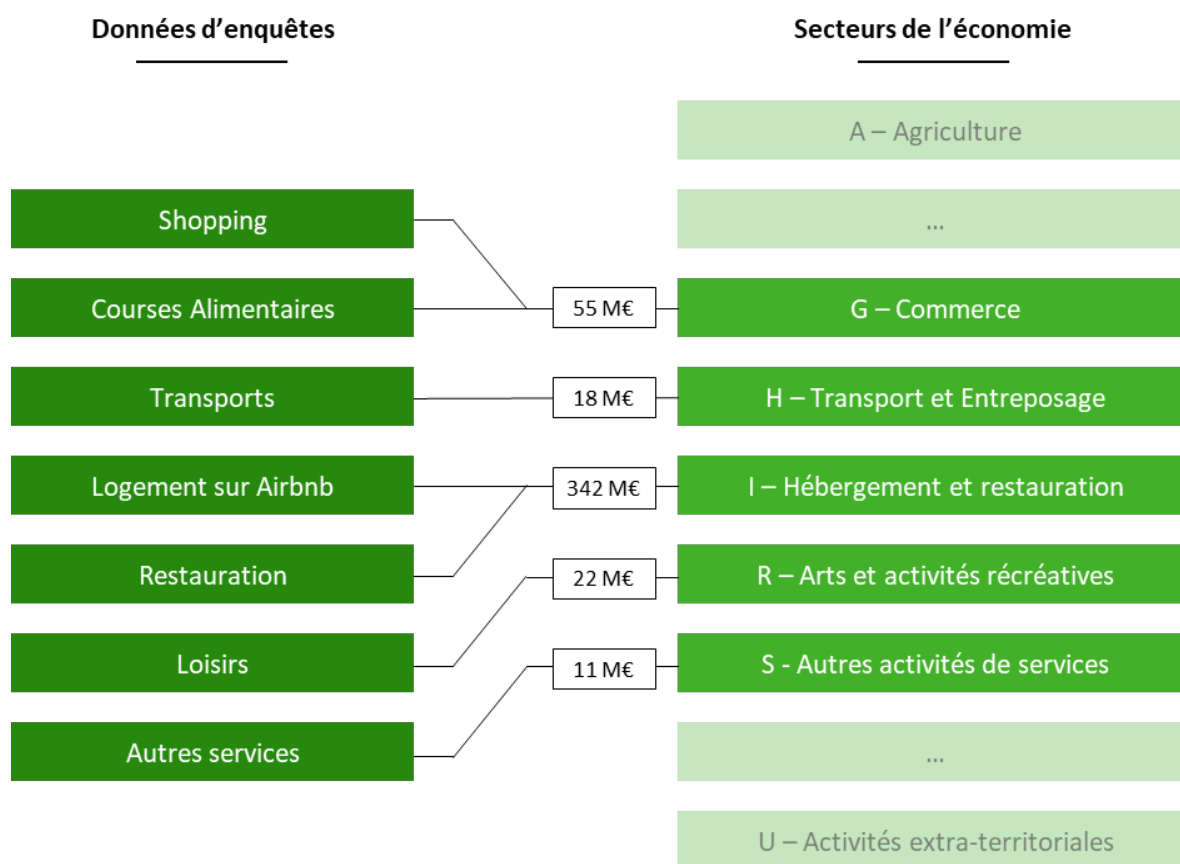 Données d’enquêtes
Secteurs de l’économie
A – Agriculture
Shopping
...
Courses Alimentaires
55 M€
G – Commerce
Transports
18 M€
H – Transport et Entreposage
Logement sur Airbnb
342 M€
I – Hébergement et restauration
Restauration
22 M€
R – Arts et activités récréatives
Loisirs
11 M€
S - Autres activités de services
Autres services
...
U – Activités extra-territoriales